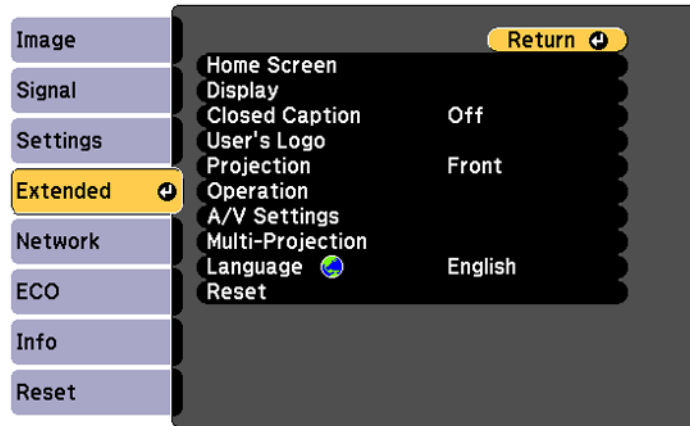 Image
Signal
Settings
Extended
Network
ECO
Info
Reset
Return
Home Screen
Display
Closed Caption Off
User's Logo
Projection Front
Operation
A/V Settings
Multi-Projection
Language English
Reset